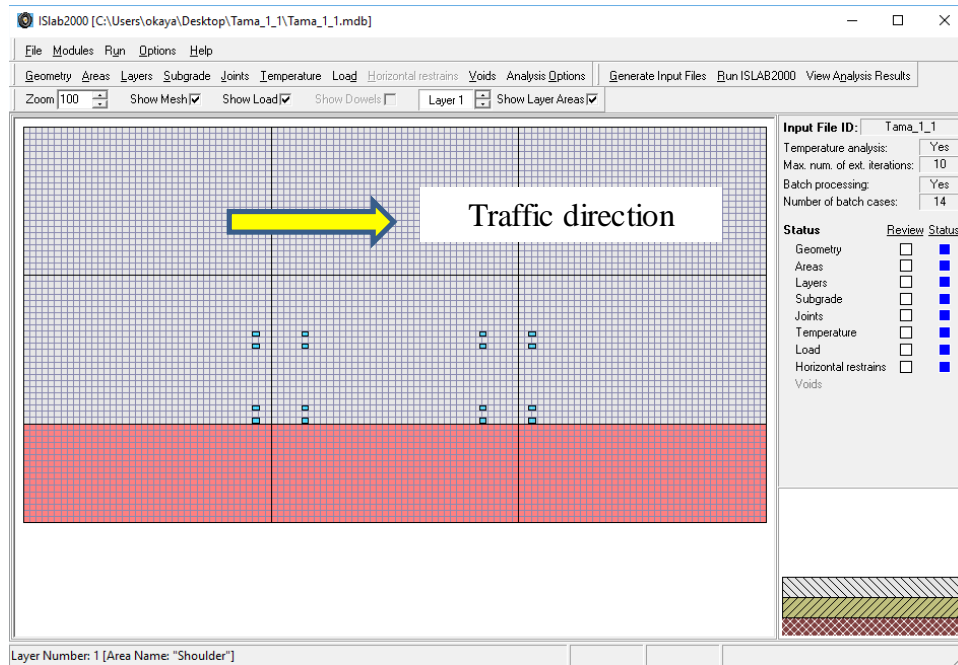 ISlab2000 [C:\Users\okaya\Desktop\Tama_1_1\Tama_1_1.mdb]
File Modules Run Options Help
Geometry Areas Layers Subgrade Joints Temperature Load Horizontal restrains Voids Analysis Options Generate Input Files Run ISLAB2000 View Analysis Results
Zoom 100 Show Mesh Show Load Show Dowels Layer 1 Show Layer Areas
Traffic direction
Input File ID: Tama_1_1
Temperature analysis: Yes
Max. num. of ext. iterations: 10
Batch processing: Yes
Number of batch cases: 14
Status Review Status
Geometry
Areas
Layers
Subgrade
Joints
Temperature
Load
Horizontal restrains
Voids
Layer Number: 1 [Area Name: "Shoulder"]